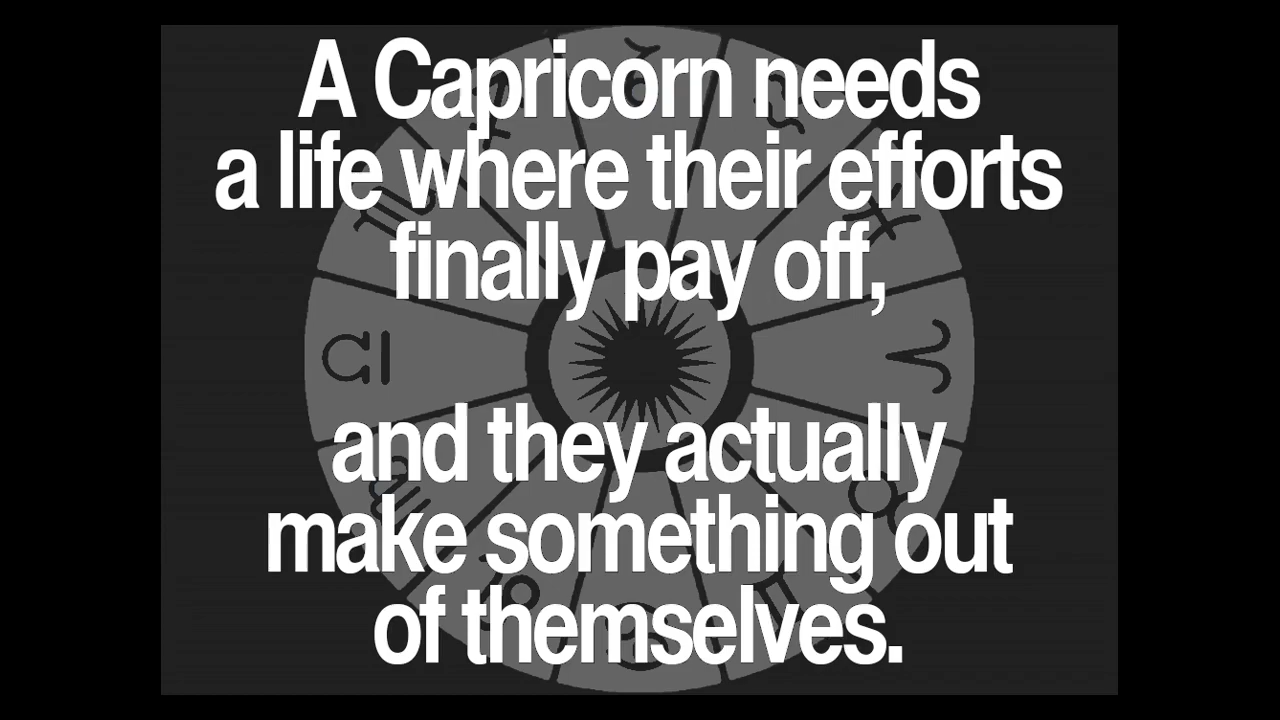 A Capricorn needs
a life where their efforts
finally pay off,
and they actually
make something out
of themselves.